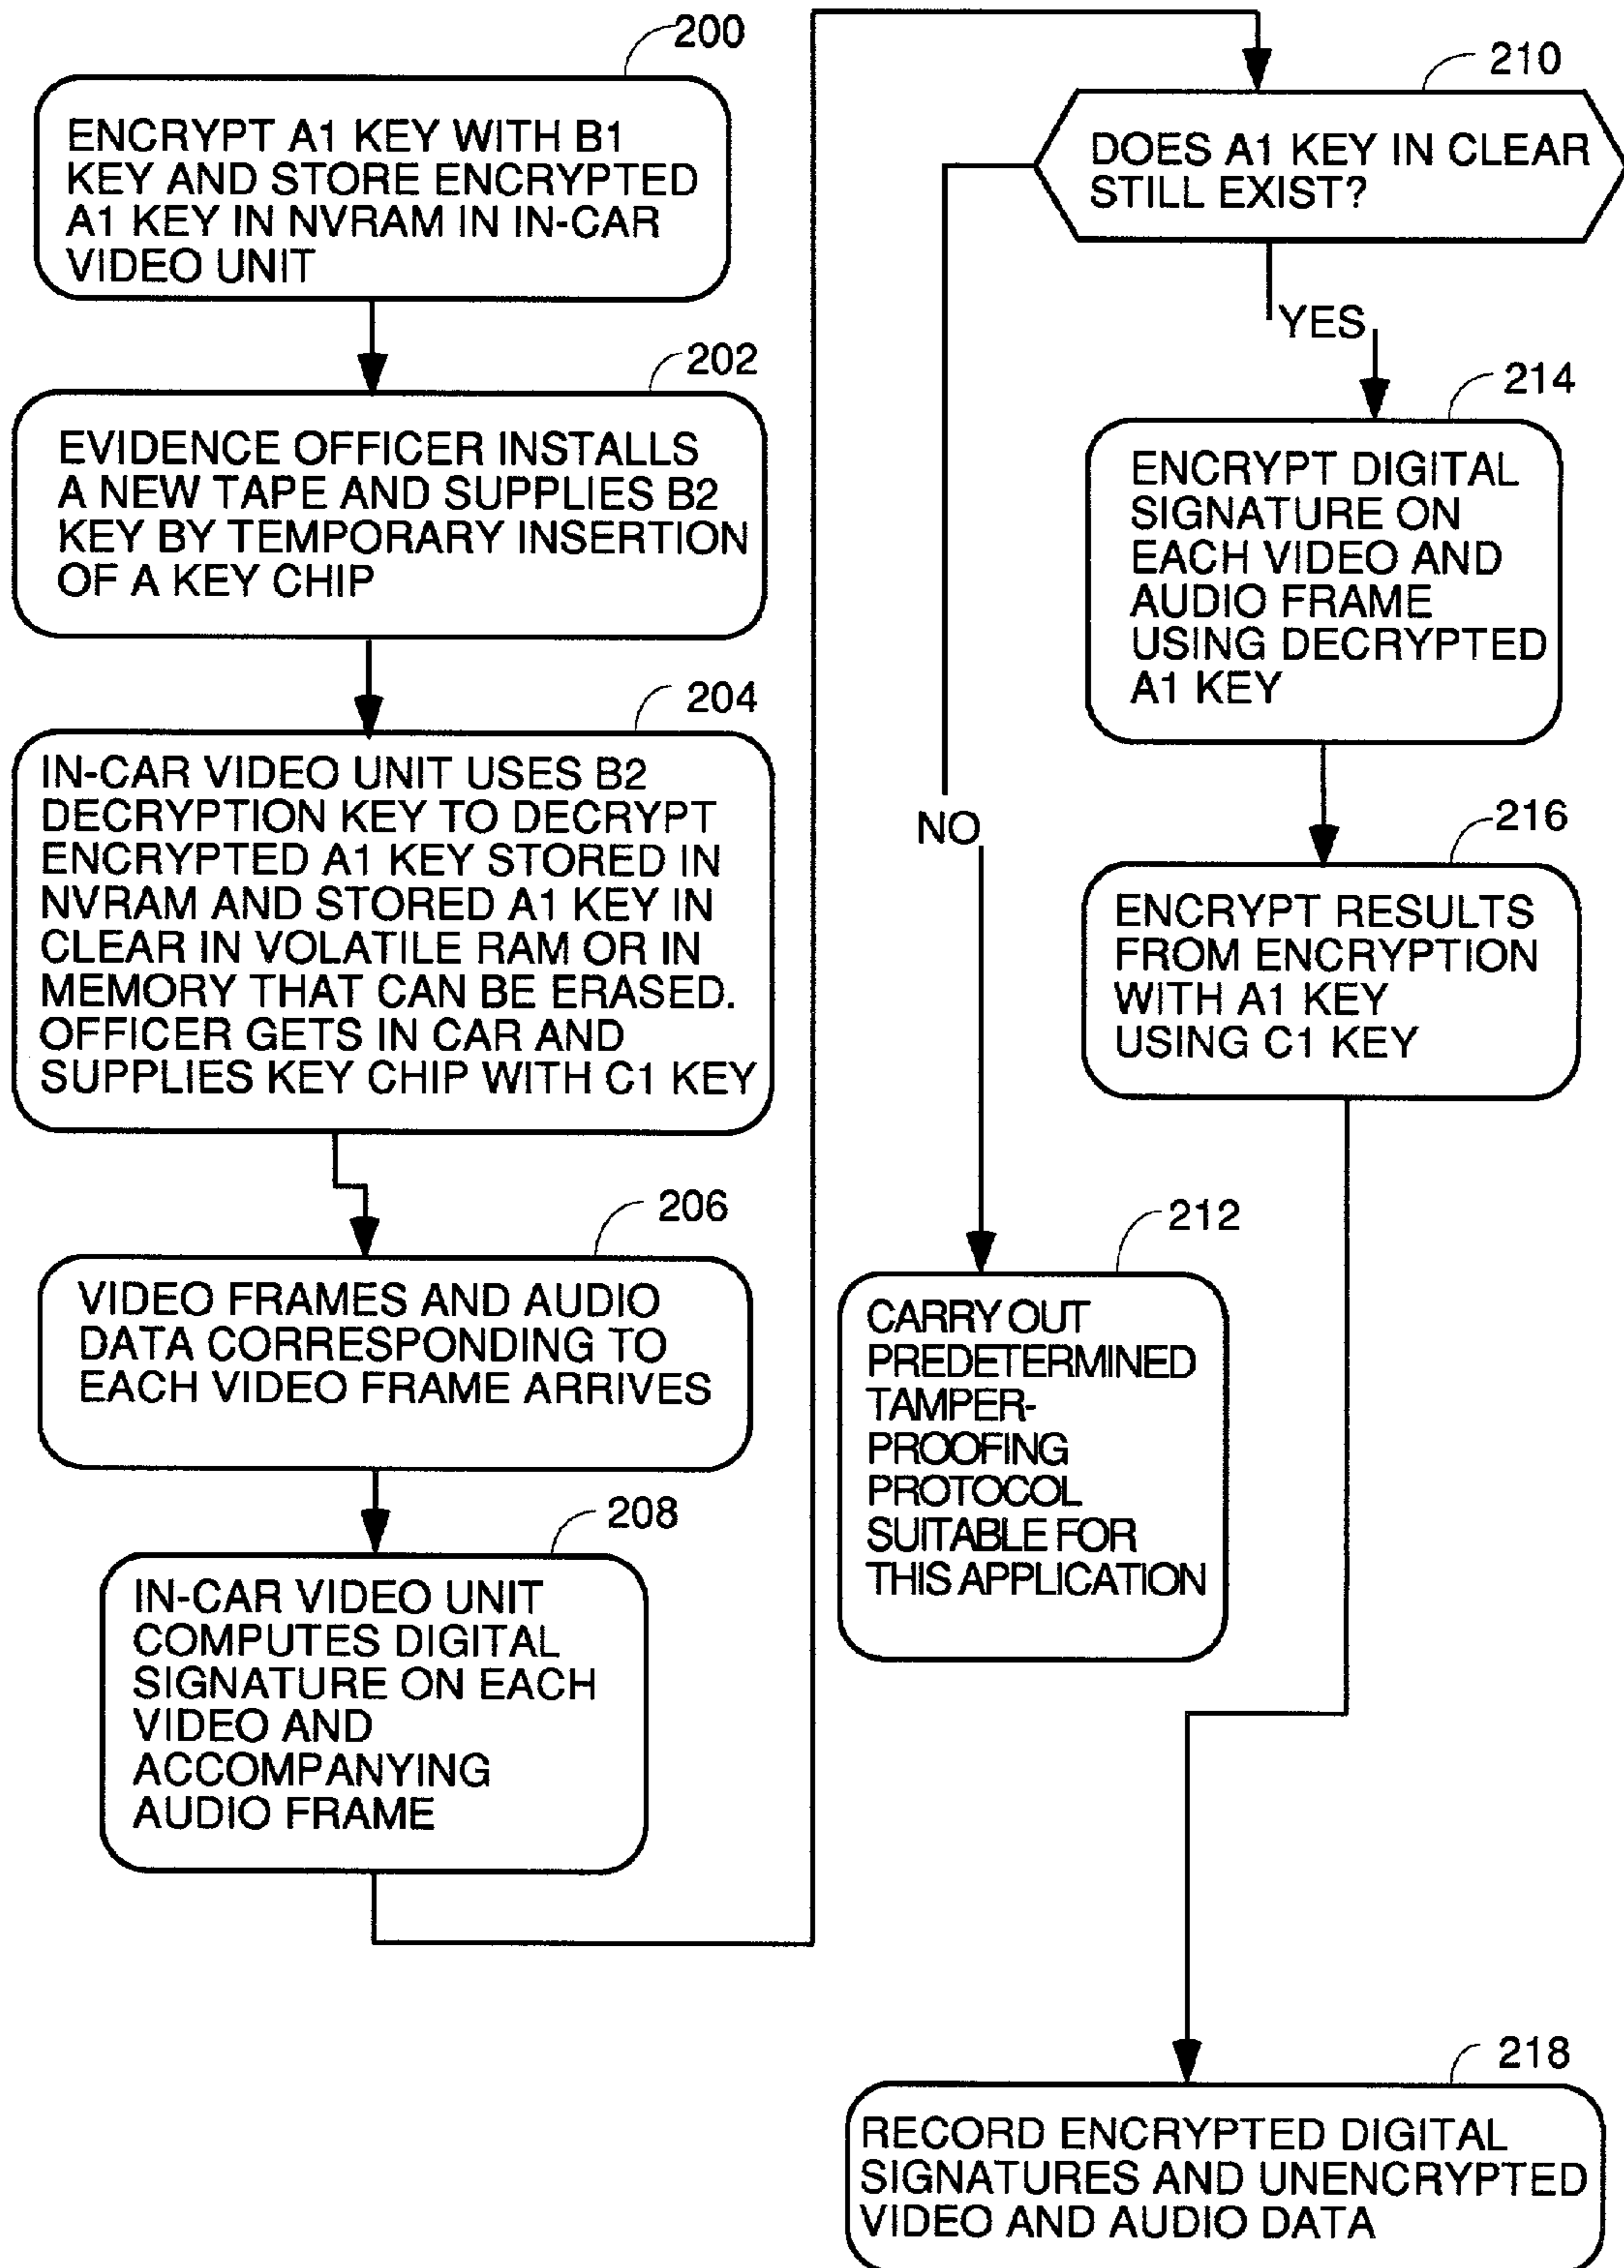 200
ENCRYPT A1 KEY WITH B1
KEY AND STORE ENCRYPTED
A1 KEY IN NVRAM IN IN-CAR
VIDEO UNIT
202
EVIDENCE OFFICER INSTALLS
A NEW TAPE AND SUPPLIES B2
KEY BY TEMPORARY INSERTION
OF A KEY CHIP
204
IN-CAR VIDEO UNIT USES B2
DECRYPTION KEY TO DECRYPT
ENCRYPTED A1 KEY STORED IN
NVRAM AND STORED A1 KEY IN
CLEAR IN VOLATILE RAM OR IN
MEMORY THAT CAN BE ERASED.
OFFICER GETS IN CAR AND
SUPPLIES KEY CHIP WITH C1 KEY
206
VIDEO FRAMES AND AUDIO
DATA CORRESPONDING TO
EACH VIDEO FRAME ARRIVES
208
IN-CAR VIDEO UNIT
COMPUTES DIGITAL
SIGNATURE ON EACH
VIDEO AND
ACCOMPANYING
AUDIO FRAME
210
DOES A1 KEY IN CLEAR
STILL EXIST?
YES
214
ENCRYPT DIGITAL
SIGNATURE ON
EACH VIDEO AND
AUDIO FRAME
USING DECRYPTED
A1 KEY
NO
216
ENCRYPT RESULTS
FROM ENCRYPTION
WITH A1 KEY
USING C1 KEY
212
CARRY OUT
PREDETERMINED
TAMPER-
PROOFING
PROTOCOL
SUITABLE FOR
THIS APPLICATION
218
RECORD ENCRYPTED DIGITAL
SIGNATURES AND UNENCRYPTED
VIDEO AND AUDIO DATA